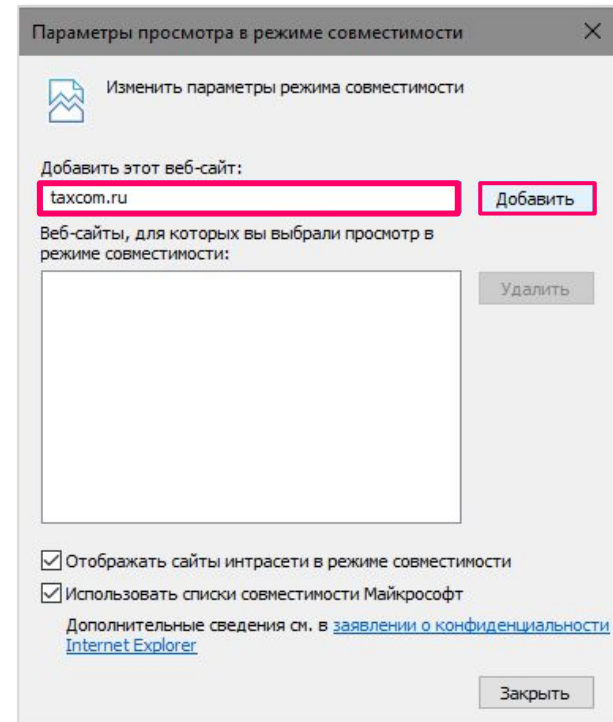 Параметры просмотра в режиме совместимости
Изменить параметры режима совместимости
Добавить этот веб-сайт:
taxcom.ru
Добавить
Веб-сайты, для которых вы выбрали просмотр в
режиме совместимости:
Удалить
Отображать сайты интрасети в режиме совместимости
Использовать списки совместимости Майкрософт
Дополнительные сведения см. в заявлении о конфиденциальности
Internet Explorer
Закрыть